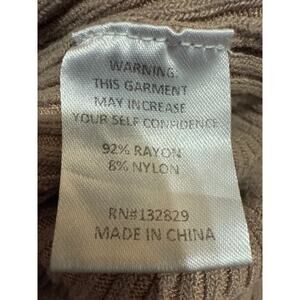 WARNING:
THIS GARMENT
MAY INCREASE
YOUR SELF CONFIDENCE
92% RAYON
8% NYLON
RN#132829
MADE IN CHINA